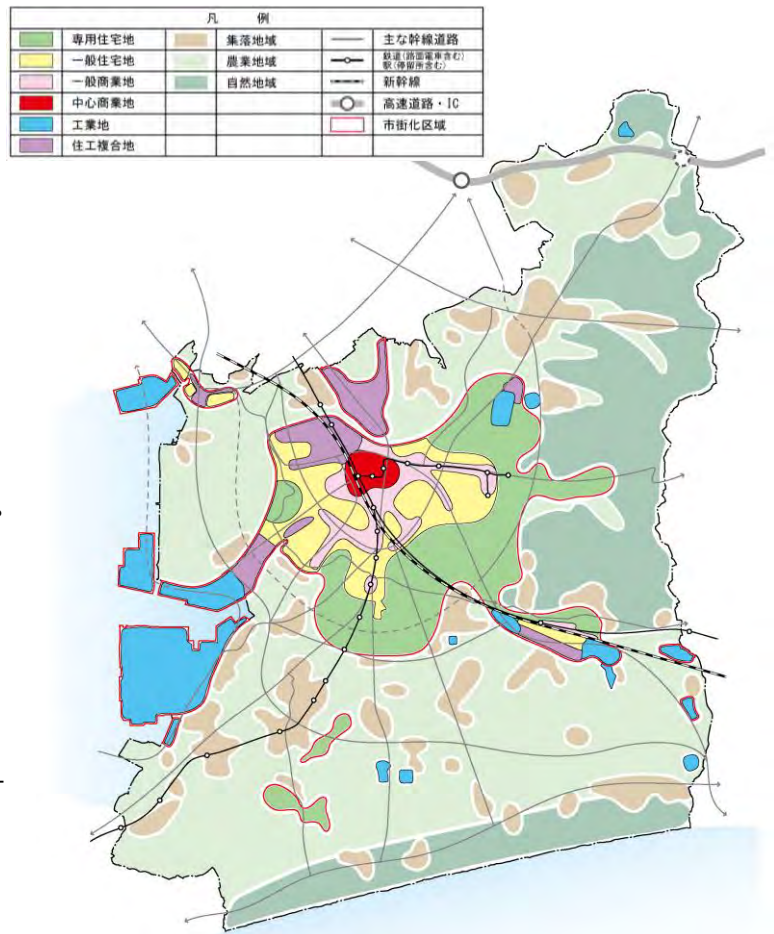 凡 例
専用住宅地 集落地域 主な幹線道路
一般住宅地 農業地域 鉄道(路面電車含む)
駅(停留所含む)
一般商業地 自然地域 新幹線
中心商業地 高速道路・IC
工業地 市街化区域
住工複合地